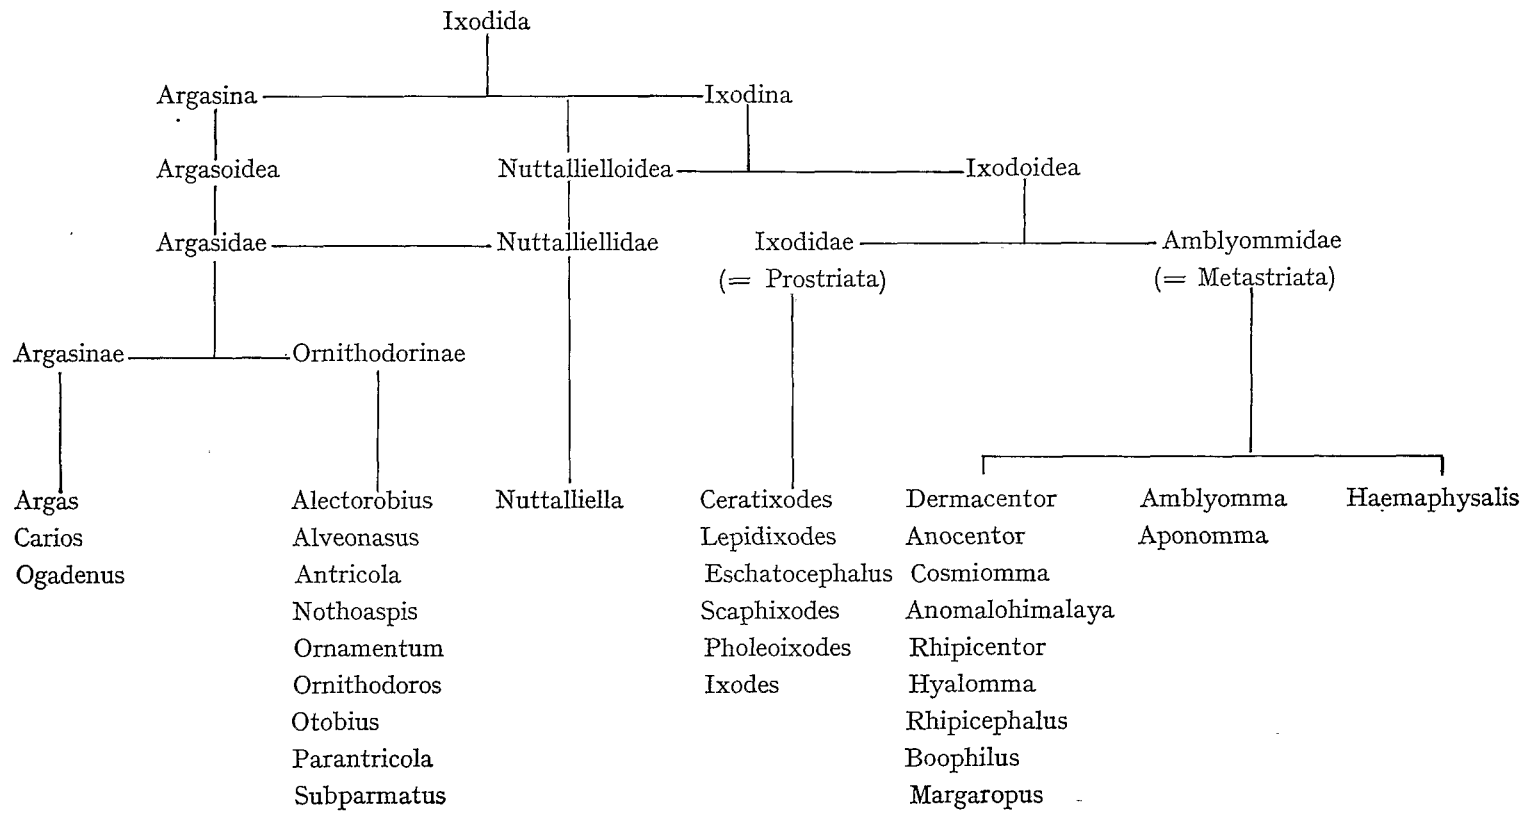 Ixodida
Argasina Ixodina
Argasoidea Nuttallielloidea Ixodoidea
Argasidae Nuttalliellidae Ixodidae Amblyommidae
(= Prostriata) (= Metastriata)
Argasinae Ornithodorinae
Argas Alectorobius Nuttalliella Ceratixodes Dermacentor Amblyomma Haemaphysalis
Carios Alveonasus Lepidixodes Anocentor Aponomma
Ogadenus Antricola Eschatocephalus Cosmiomma
Nothoaspis Scaphixodes Anomalohimalaya
Ornamentum Pholeoixodes Rhipicentor
Ornithodoros Ixodes Hyalomma
Otobius Rhipicephalus
Parantricola Boophilus
Subparmatus Margaropus